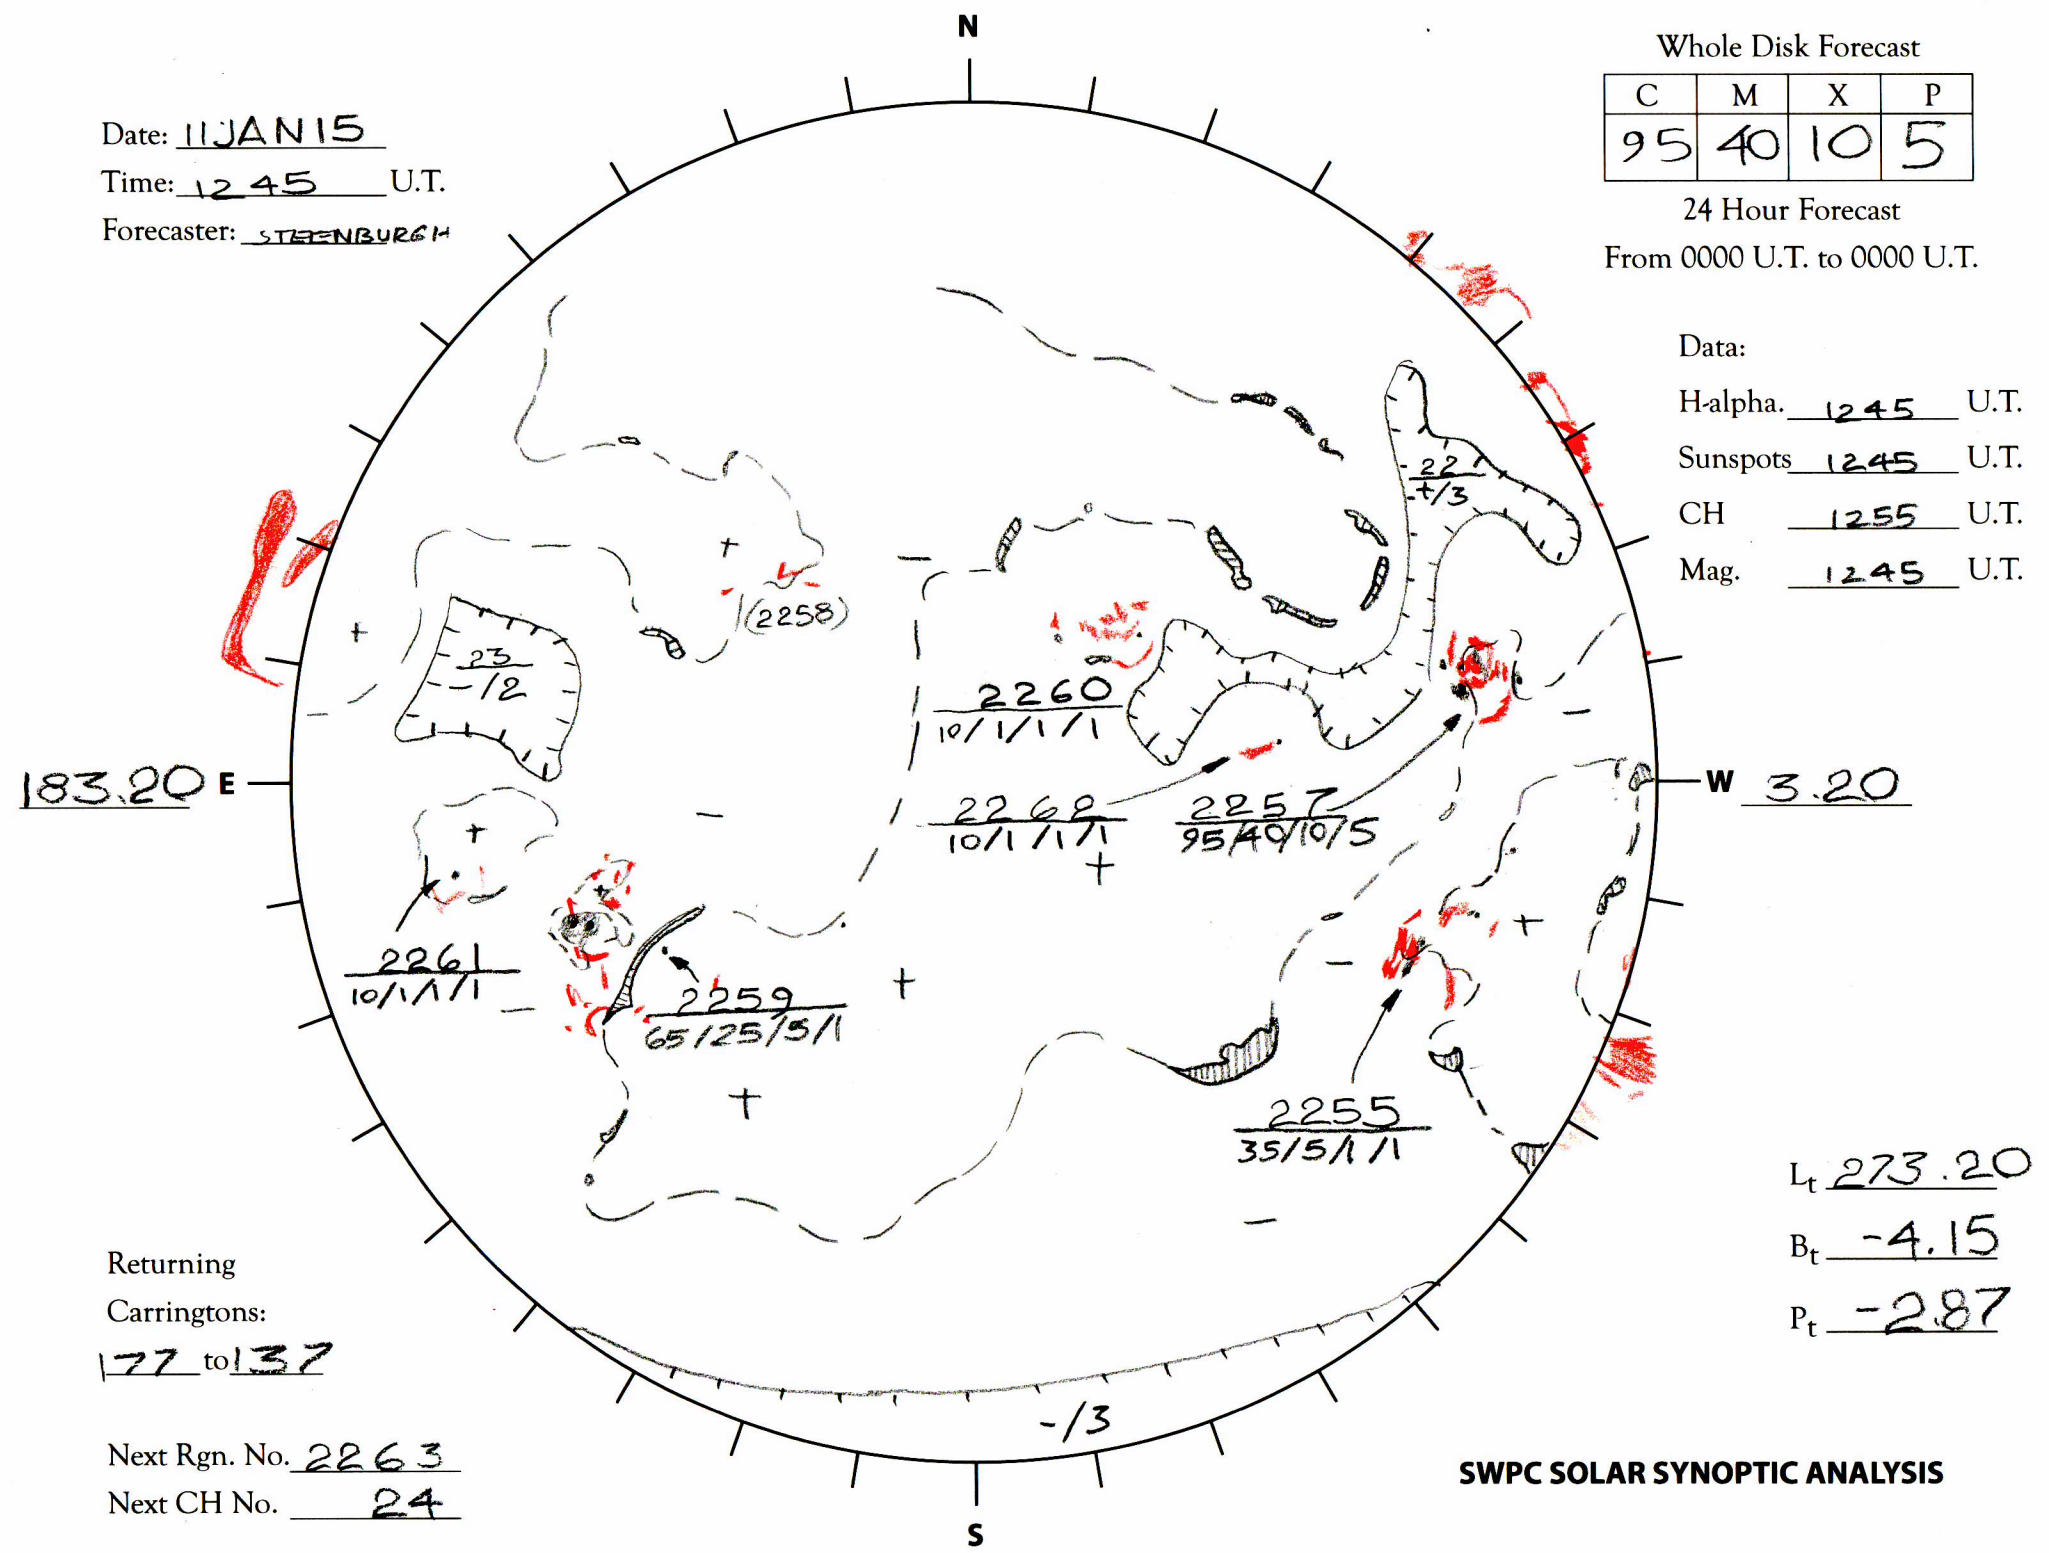 N
Whole Disk Forecast
C M X P
95 40 10 5
24 Hour Forecast
From 0000 U.T. to 0000 U.T.
Date: 11JAN15
Time: 1245 U.T.
Forecaster: STEENBURGH
Data:
H-alpha. 1245 U.T.
Sunspots 1245 U.T.
CH 1255 U.T.
Mag. 1245 U.T.
22
+/3
+
-
(2258)
+
23
-/2
2260
10/1/1/1
-
183.20 E
W 3.20
2262
10/1/1/1
2257
95/40/10/5
-
+
+
+
+
2261
10/1/1/1
-
2259
65/25/5/1
+
-
+
2255
35/5/1/1
-
Lt 273.20
Bt -4.15
Pt -2.87
Returning
Carringtons:
177 to 137
-/3
Next Rgn. No. 2263
Next CH No. 24
SWPC SOLAR SYNOPTIC ANALYSIS
S